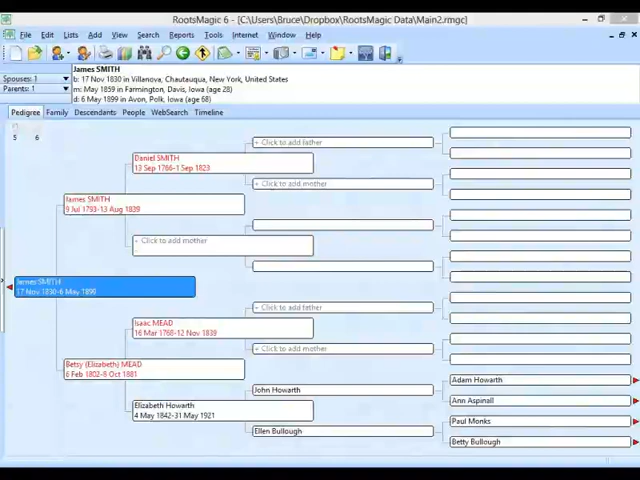 RootsMagic 6 - [C:\Users\Bruce\Dropbox\RootsMagic Data\Main2.rmgc]
File Edit Lists Add View Search Reports Tools Internet Window Help
Spouses: 1
Parents: 1
James SMITH
b: 17 Nov 1830 in Villanova, Chautauqua, New York, United States
m: May 1859 in Farmington, Davis, Iowa (age 28)
d: 6 May 1899 in Avon, Polk, Iowa (age 68)
Pedigree Family Descendants People WebSearch Timeline
5 6
+ Click to add father
Daniel SMITH
13 Sep 1766-1 Sep 1823
+ Click to add mother
James SMITH
9 Jul 1793-13 Aug 1839
+ Click to add mother
James SMITH
17 Nov 1830-6 May 1899
+ Click to add father
Isaac MEAD
16 Mar 1768-12 Nov 1839
+ Click to add mother
Betsy (Elizabeth) MEAD
6 Feb 1802-8 Oct 1881
Adam Howarth
John Howarth
Ann Aspinall
Elizabeth Howarth
4 May 1842-31 May 1921
Paul Monks
Ellen Bullough
Betty Bullough